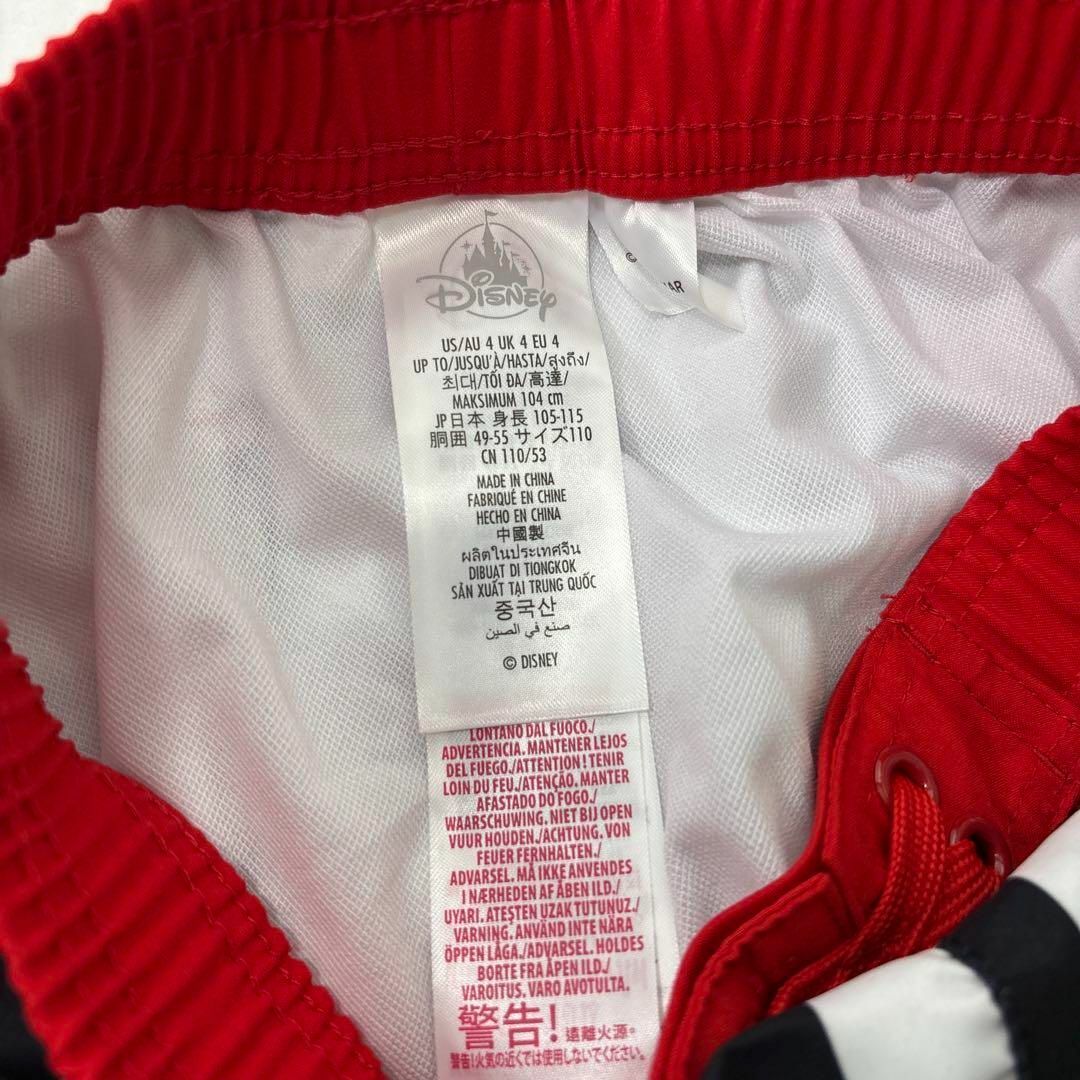 Disney
US/AU 4 UK 4 EU 4
UP TO/JUSQU'À/HASTA/สูงถึง/
최대/TỐI ĐA/高達/
MAKSIMUM 104 cm
JP日本 身長 105-115
胴囲 49-55 サイズ110
CN 110/53
MADE IN CHINA
FABRIQUÉ EN CHINE
HECHO EN CHINA
中國製
ผลิตในประเทศจีน
DIBUAT DI TIONGKOK
SẢN XUẤT TẠI TRUNG QUỐC
중국산
صنع في الصين
© DISNEY
©
AR
LONTANO DAL FUOCO./
ADVERTENCIA. MANTENER LEJOS
DEL FUEGO./ATTENTION! TENIR
LOIN DU FEU./ATENÇÃO. MANTER
AFASTADO DO FOGO./
WAARSCHUWING. NIET BIJ OPEN
VUUR HOUDEN./ACHTUNG. VON
FEUER FERNHALTEN./
ADVARSEL. MÅ IKKE ANVENDES
I NÆRHEDEN AF ÅBEN ILD./
UYARI. ATEŞTEN UZAK TUTUNUZ./
VARNING. ANVÄND INTE NÄRA
ÖPPEN LÅGA./ADVARSEL. HOLDES
BORTE FRA ÅPEN ILD./
VAROITUS. VARO AVOTULTA.
警告! 遠離火源。
警告!火気の近くでは使用しないでください。